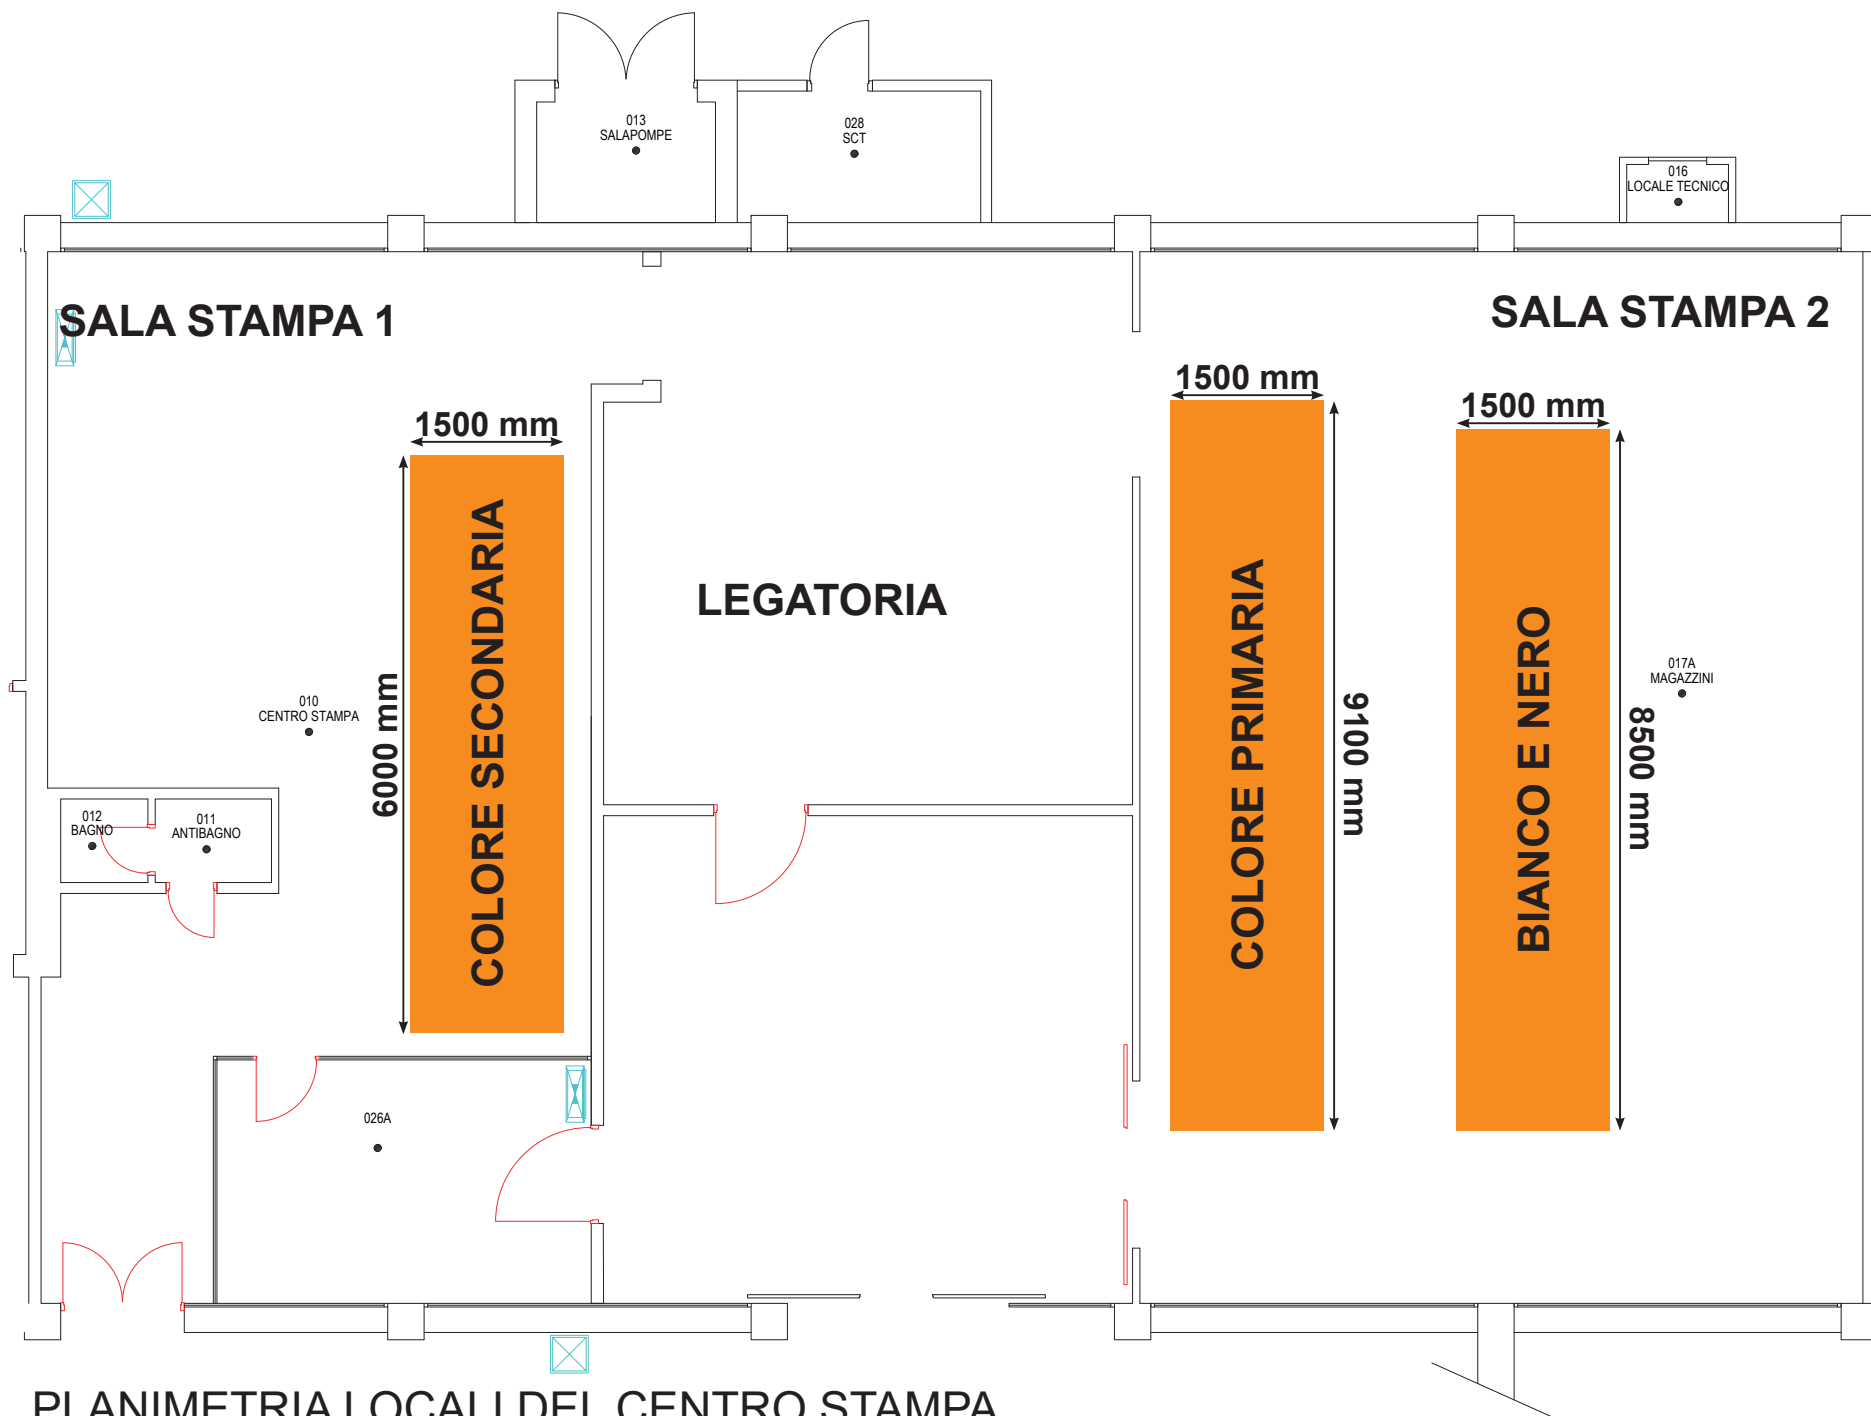 013
SALAPOMPE
028
SCT
016
LOCALE TECNICO
SALA STAMPA 1
SALA STAMPA 2
1500 mm
1500 mm
1500 mm
COLORE SECONDARIA
6000 mm
LEGATORIA
COLORE PRIMARIA
9100 mm
BIANCO E NERO
8500 mm
017A
MAGAZZINI
010
CENTRO STAMPA
012
BAGNO
011
ANTIBAGNO
026A
PLANIMETRIA LOCALI DEL CENTRO STAMPA